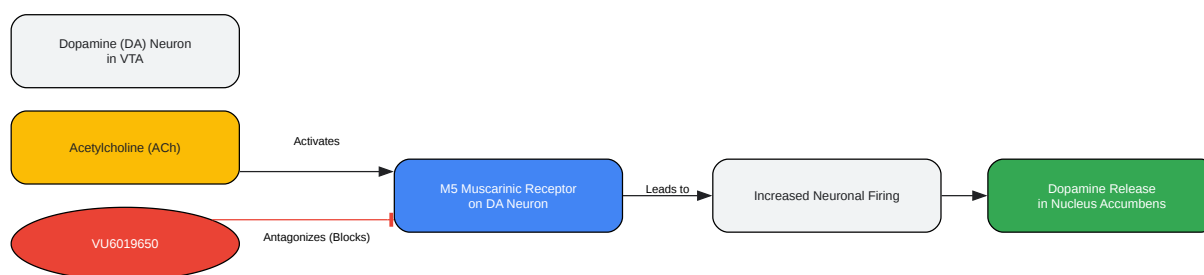 Dopamine (DA) Neuron
in VTA
Acetylcholine (ACh)
Activates
VU6019650
Antagonizes (Blocks)
M5 Muscarinic Receptor
on DA Neuron
Leads to
Increased Neuronal Firing
Dopamine Release
in Nucleus Accumbens